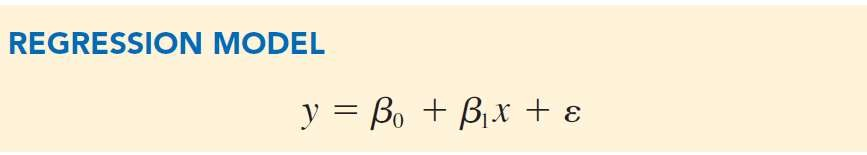 REGRESSION MODEL
y = β₀ + β₁x + ε